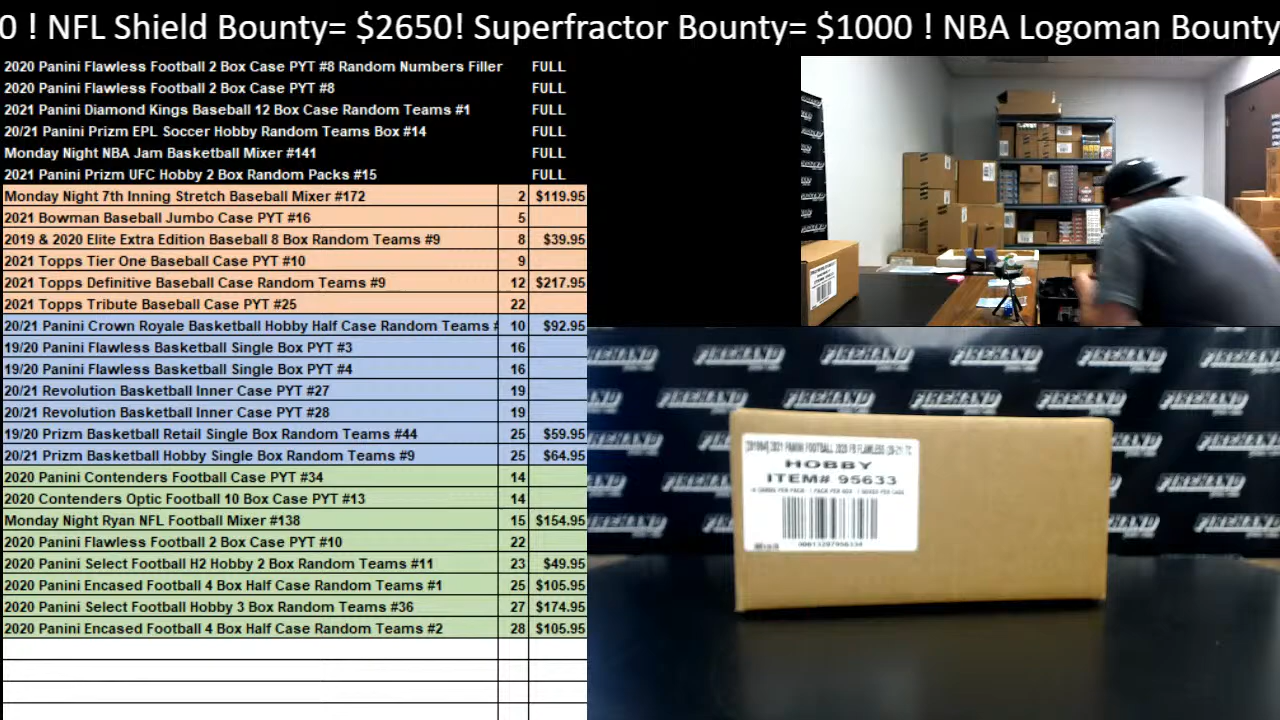 0 ! NFL Shield Bounty= $2650! Superfractor Bounty= $1000 ! NBA Logoman Bounty
2020 Panini Flawless Football 2 Box Case PYT #8 Random Numbers Filler FULL
2020 Panini Flawless Football 2 Box Case PYT #8 FULL
2021 Panini Diamond Kings Baseball 12 Box Case Random Teams #1 FULL
20/21 Panini Prizm EPL Soccer Hobby Random Teams Box #14 FULL
Monday Night NBA Jam Basketball Mixer #141 FULL
2021 Panini Prizm UFC Hobby 2 Box Random Packs #15 FULL
Monday Night 7th Inning Stretch Baseball Mixer #172 2 $119.95
2021 Bowman Baseball Jumbo Case PYT #16 5
2019 & 2020 Elite Extra Edition Baseball 8 Box Random Teams #9 8 $39.95
2021 Topps Tier One Baseball Case PYT #10 9
2021 Topps Definitive Baseball Case Random Teams #9 12 $217.95
2021 Topps Tribute Baseball Case PYT #25 22
20/21 Panini Crown Royale Basketball Hobby Half Case Random Teams # 10 $92.95
19/20 Panini Flawless Basketball Single Box PYT #3 16
19/20 Panini Flawless Basketball Single Box PYT #4 16
20/21 Revolution Basketball Inner Case PYT #27 19
20/21 Revolution Basketball Inner Case PYT #28 19
19/20 Prizm Basketball Retail Single Box Random Teams #44 25 $59.95
20/21 Prizm Basketball Hobby Single Box Random Teams #9 25 $64.95
2020 Panini Contenders Football Case PYT #34 14
2020 Contenders Optic Football 10 Box Case PYT #13 14
Monday Night Ryan NFL Football Mixer #138 15 $154.95
2020 Panini Flawless Football 2 Box Case PYT #10 22
2020 Panini Select Football H2 Hobby 2 Box Random Teams #11 23 $49.95
2020 Panini Encased Football 4 Box Half Case Random Teams #1 25 $105.95
2020 Panini Select Football Hobby 3 Box Random Teams #36 27 $174.95
2020 Panini Encased Football 4 Box Half Case Random Teams #2 28 $105.95
FIREHAND
2021 PANINI FOOTBALL 2020 FB FLAWLESS (20-21) TC
HOBBY
ITEM# 95633